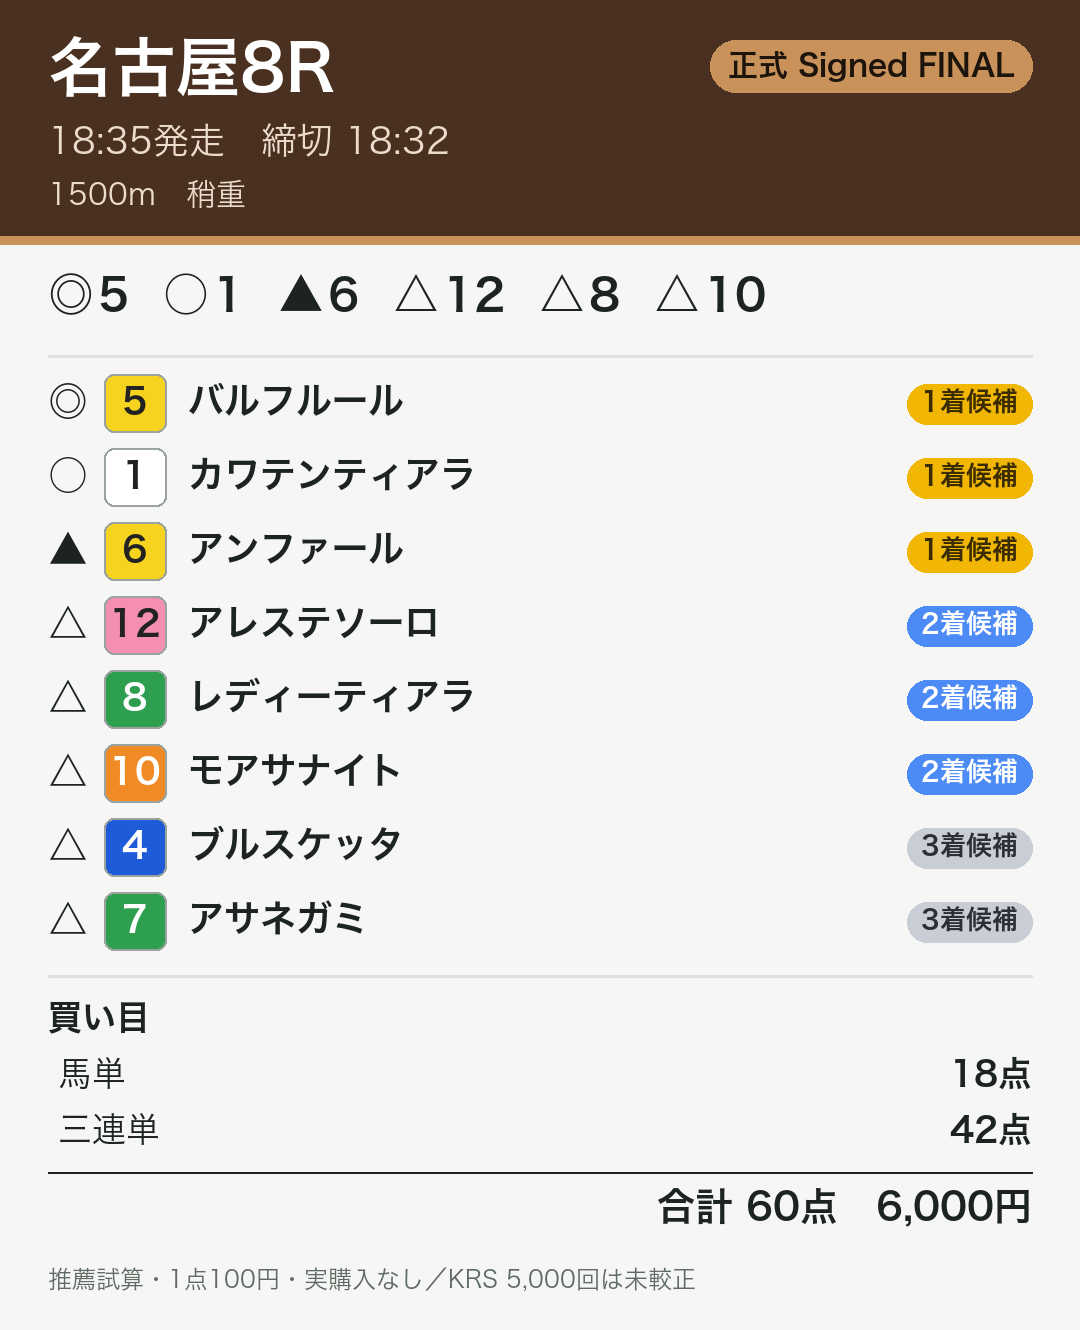 名古屋8R 正式 Signed FINAL
18:35発走 締切 18:32
1500m 稍重
◎5 ○1 ▲6 △12 △8 △10
◎ 5 バルフルール 1着候補
○ 1 カワテンティアラ 1着候補
▲ 6 アンファール 1着候補
△ 12 アレステソーロ 2着候補
△ 8 レディーティアラ 2着候補
△ 10 モアサナイト 2着候補
△ 4 ブルスケッタ 3着候補
△ 7 アサネガミ 3着候補
買い目
馬単 18点
三連単 42点
合計 60点 6,000円
推薦試算・1点100円・実購入なし／KRS 5,000回は未較正